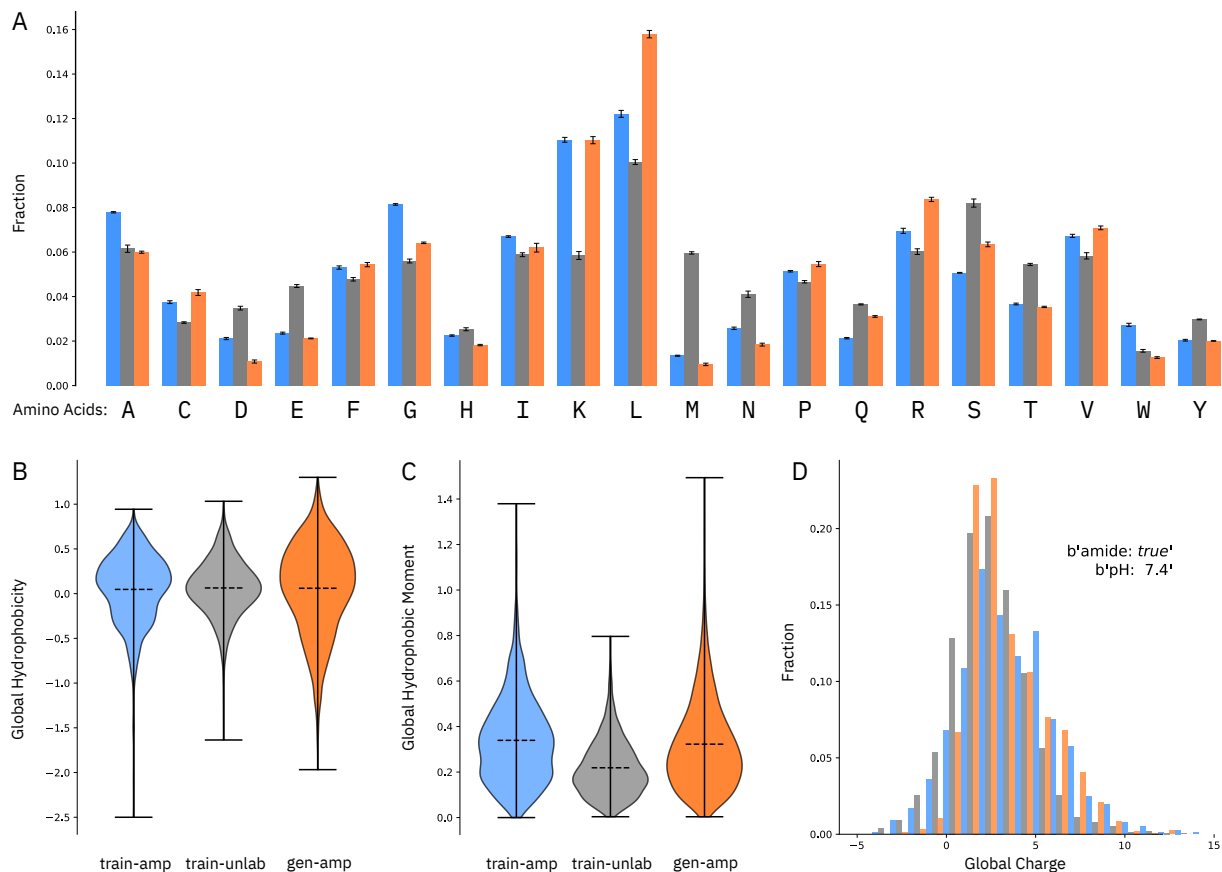 A
0.16
0.14
0.12
0.10
0.08
0.06
0.04
0.02
0.00
Fraction
Amino Acids: A C D E F G H I K L M N P Q R S T V W Y
B
1.0
0.5
0.0
−0.5
−1.0
−1.5
−2.0
−2.5
Global Hydrophobicity
train-amp train-unlab gen-amp
C
1.4
1.2
1.0
0.8
0.6
0.4
0.2
0.0
Global Hydrophobic Moment
train-amp train-unlab gen-amp
D
0.20
0.15
0.10
0.05
0.00
Fraction
b'amide: true'
b'pH: 7.4'
−5 0 5 10 15
Global Charge